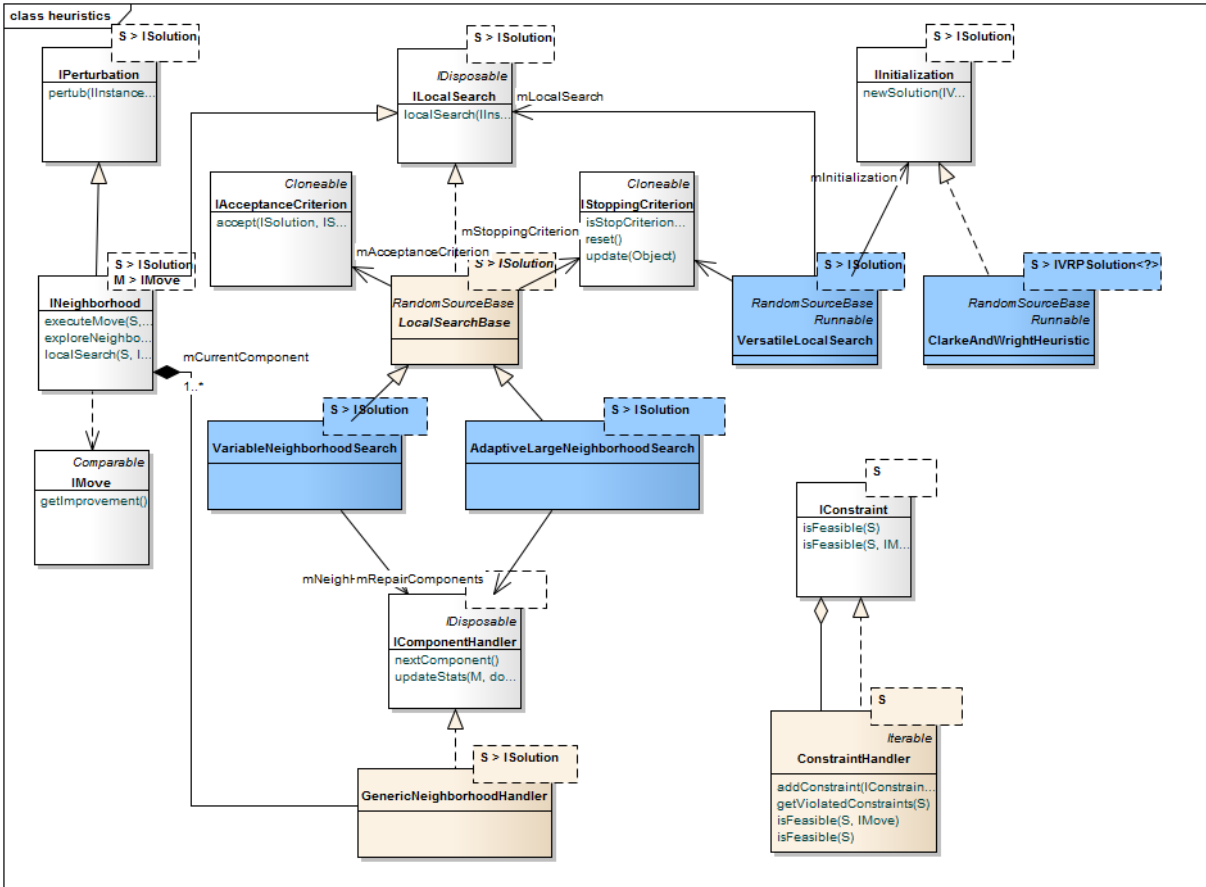 class heuristics
S > ISolution
IPerturbation
pertub(IInstance...
S > ISolution
IDisposable
ILocalSearch
localSearch(IIns...
mLocalSearch
S > ISolution
IInitialization
newSolution(IV...
mInitialization
Cloneable
IAcceptanceCriterion
accept(ISolution, IS...
mAcceptanceCriterion
Cloneable
IStoppingCriterion
isStopCriterion...
reset()
update(Object)
mStoppingCriterion
S > ISolution
M > IMove
INeighborhood
executeMove(S,...
exploreNeighbo...
localSearch(S, I...
mCurrentComponent
1..*
S > ISolution
RandomSourceBase
LocalSearchBase
S > ISolution
RandomSourceBase
Runnable
VersatileLocalSearch
S > IVRPSolution<?>
RandomSourceBase
Runnable
ClarkeAndWrightHeuristic
Comparable
IMove
getImprovement()
S > ISolution
VariableNeighborhoodSearch
S > ISolution
AdaptiveLargeNeighborhoodSearch
S
IConstraint
isFeasible(S)
isFeasible(S, IM...
mRepairComponents
IDisposable
IComponentHandler
nextComponent()
updateStats(M, do...
S > ISolution
GenericNeighborhoodHandler
S
Iterable
ConstraintHandler
addConstraint(IConstrain...
getViolatedConstraints(S)
isFeasible(S, IMove)
isFeasible(S)